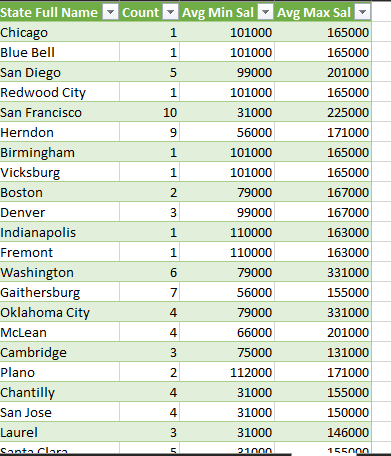 State Full Name Count Avg Min Sal Avg Max Sal
Chicago 1 101000 165000
Blue Bell 1 101000 165000
San Diego 5 99000 201000
Redwood City 1 101000 165000
San Francisco 10 31000 225000
Herndon 9 56000 171000
Birmingham 1 101000 165000
Vicksburg 1 101000 165000
Boston 2 79000 167000
Denver 3 99000 167000
Indianapolis 1 110000 163000
Fremont 1 110000 163000
Washington 6 79000 331000
Gaithersburg 7 56000 155000
Oklahoma City 4 79000 331000
McLean 4 66000 201000
Cambridge 3 75000 131000
Plano 2 112000 171000
Chantilly 4 31000 155000
San Jose 4 31000 150000
Laurel 3 31000 146000
Santa Clara 5 31000 155000